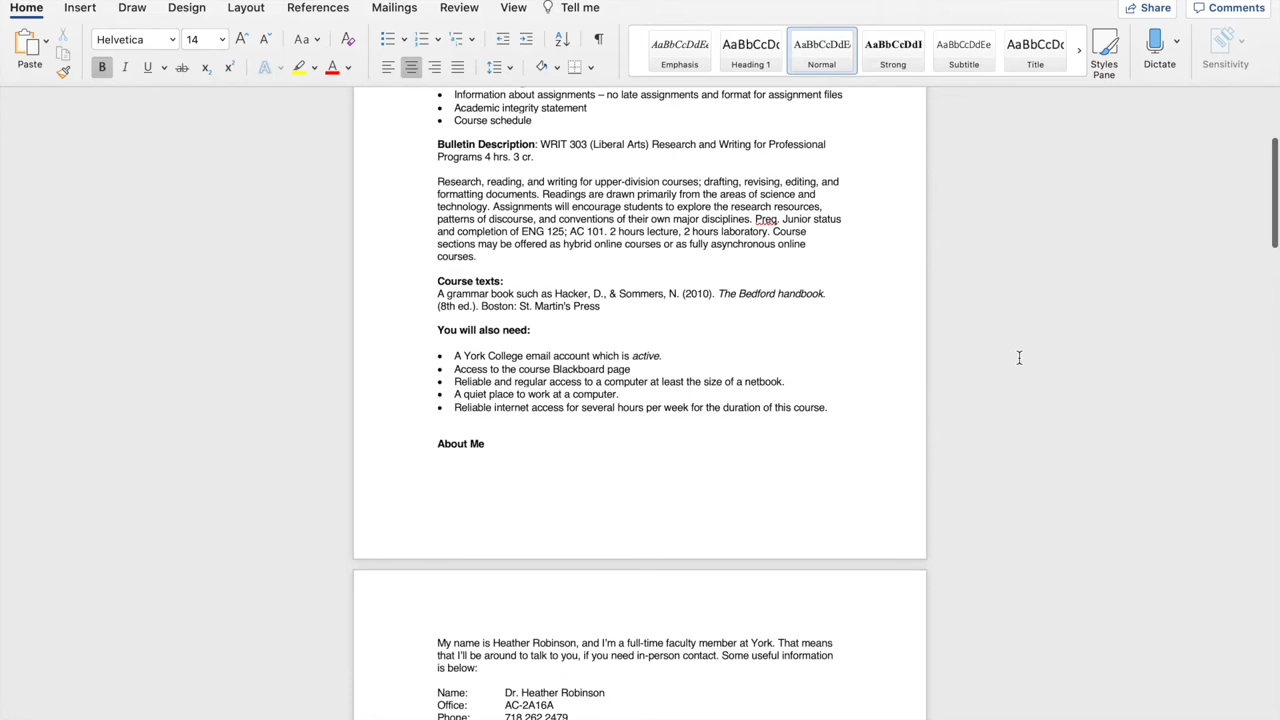 Home Insert Draw Design Layout References Mailings Review View Tell me Share Comments
Helvetica 14 Aa AaBbCcDdEe AaBbCcDc AaBbCcDdE AaBbCcDdI AaBbCcDdEe AaBbCcDc
Paste B I U ab x₂ x² A A Emphasis Heading 1 Normal Strong Subtitle Title Styles Pane Dictate Sensitivity
• Information about assignments – no late assignments and format for assignment files
• Academic integrity statement
• Course schedule
Bulletin Description: WRIT 303 (Liberal Arts) Research and Writing for Professional
Programs 4 hrs. 3 cr.
Research, reading, and writing for upper-division courses; drafting, revising, editing, and
formatting documents. Readings are drawn primarily from the areas of science and
technology. Assignments will encourage students to explore the research resources,
patterns of discourse, and conventions of their own major disciplines. Preq. Junior status
and completion of ENG 125; AC 101. 2 hours lecture, 2 hours laboratory. Course
sections may be offered as hybrid online courses or as fully asynchronous online
courses.
Course texts:
A grammar book such as Hacker, D., & Sommers, N. (2010). The Bedford handbook.
(8th ed.). Boston: St. Martin's Press
You will also need:
• A York College email account which is active.
• Access to the course Blackboard page
• Reliable and regular access to a computer at least the size of a netbook.
• A quiet place to work at a computer.
• Reliable internet access for several hours per week for the duration of this course.
About Me
My name is Heather Robinson, and I'm a full-time faculty member at York. That means
that I'll be around to talk to you, if you need in-person contact. Some useful information
is below:
Name: Dr. Heather Robinson
Office: AC-2A16A
Phone: 718 262 2479